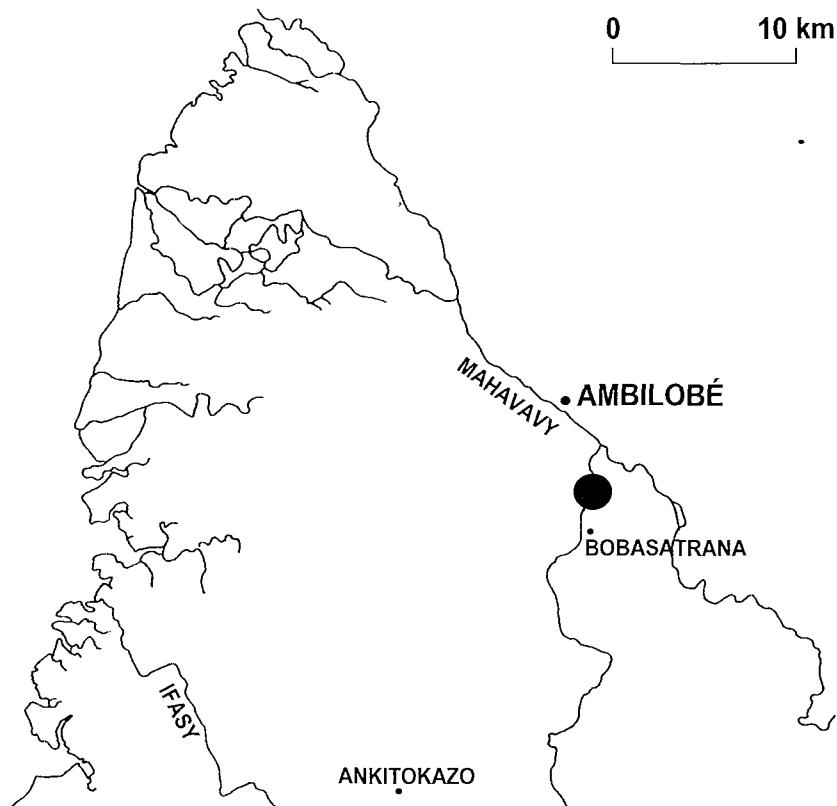 0 10 km
MAHAVAVY
AMBILOBÉ
BOBASATRANA
IFASY
ANKITOKAZO